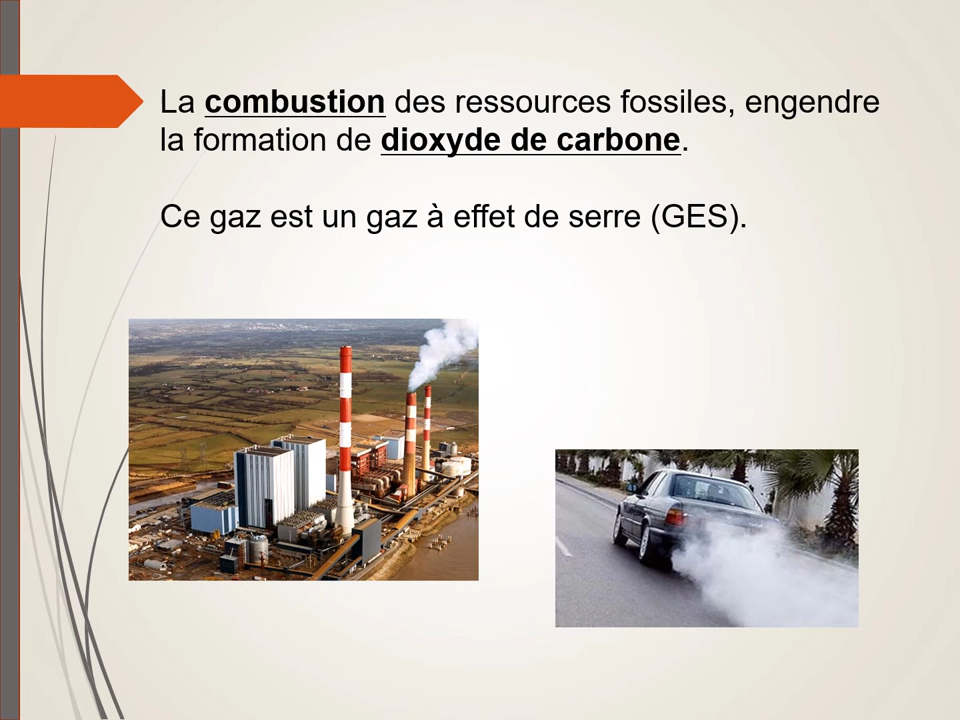 La combustion des ressources fossiles, engendre
la formation de dioxyde de carbone.
Ce gaz est un gaz à effet de serre (GES).